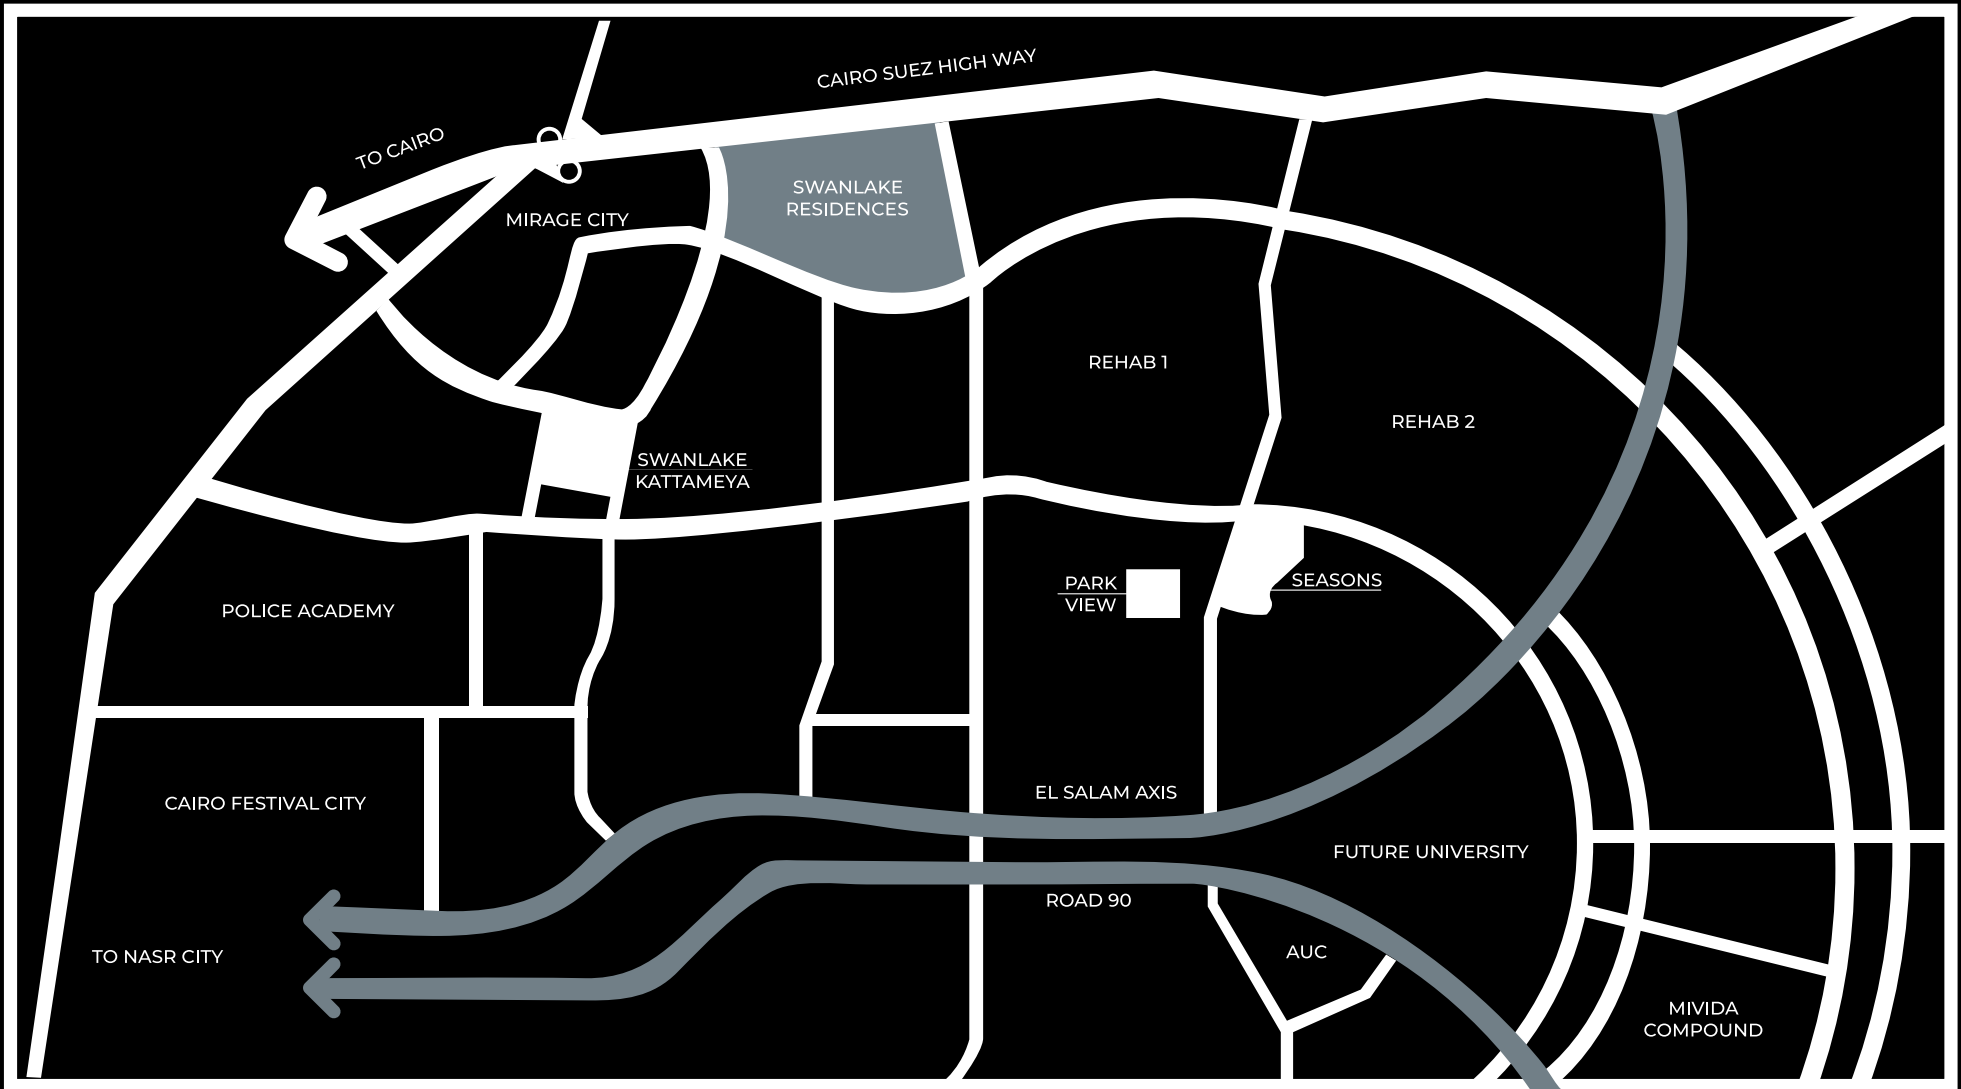 CAIRO SUEZ HIGH WAY
TO CAIRO
SWANLAKE
RESIDENCES
MIRAGE CITY
REHAB 1
REHAB 2
SWANLAKE
KATTAMEYA
PARK
VIEW
SEASONS
POLICE ACADEMY
EL SALAM AXIS
CAIRO FESTIVAL CITY
FUTURE UNIVERSITY
ROAD 90
TO NASR CITY
AUC
MIVIDA
COMPOUND